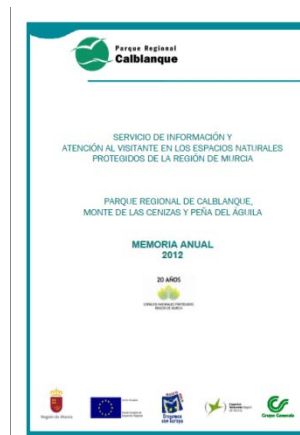 Parque Regional
Calblanque
SERVICIO DE INFORMACIÓN Y
ATENCIÓN AL VISITANTE EN LOS ESPACIOS NATURALES
PROTEGIDOS DE LA REGIÓN DE MURCIA
PARQUE REGIONAL DE CALBLANQUE,
MONTE DE LAS CENIZAS Y PEÑA DEL ÁGUILA
MEMORIA ANUAL
2012
20 AÑOS
Región de Murcia
Grupo Generala